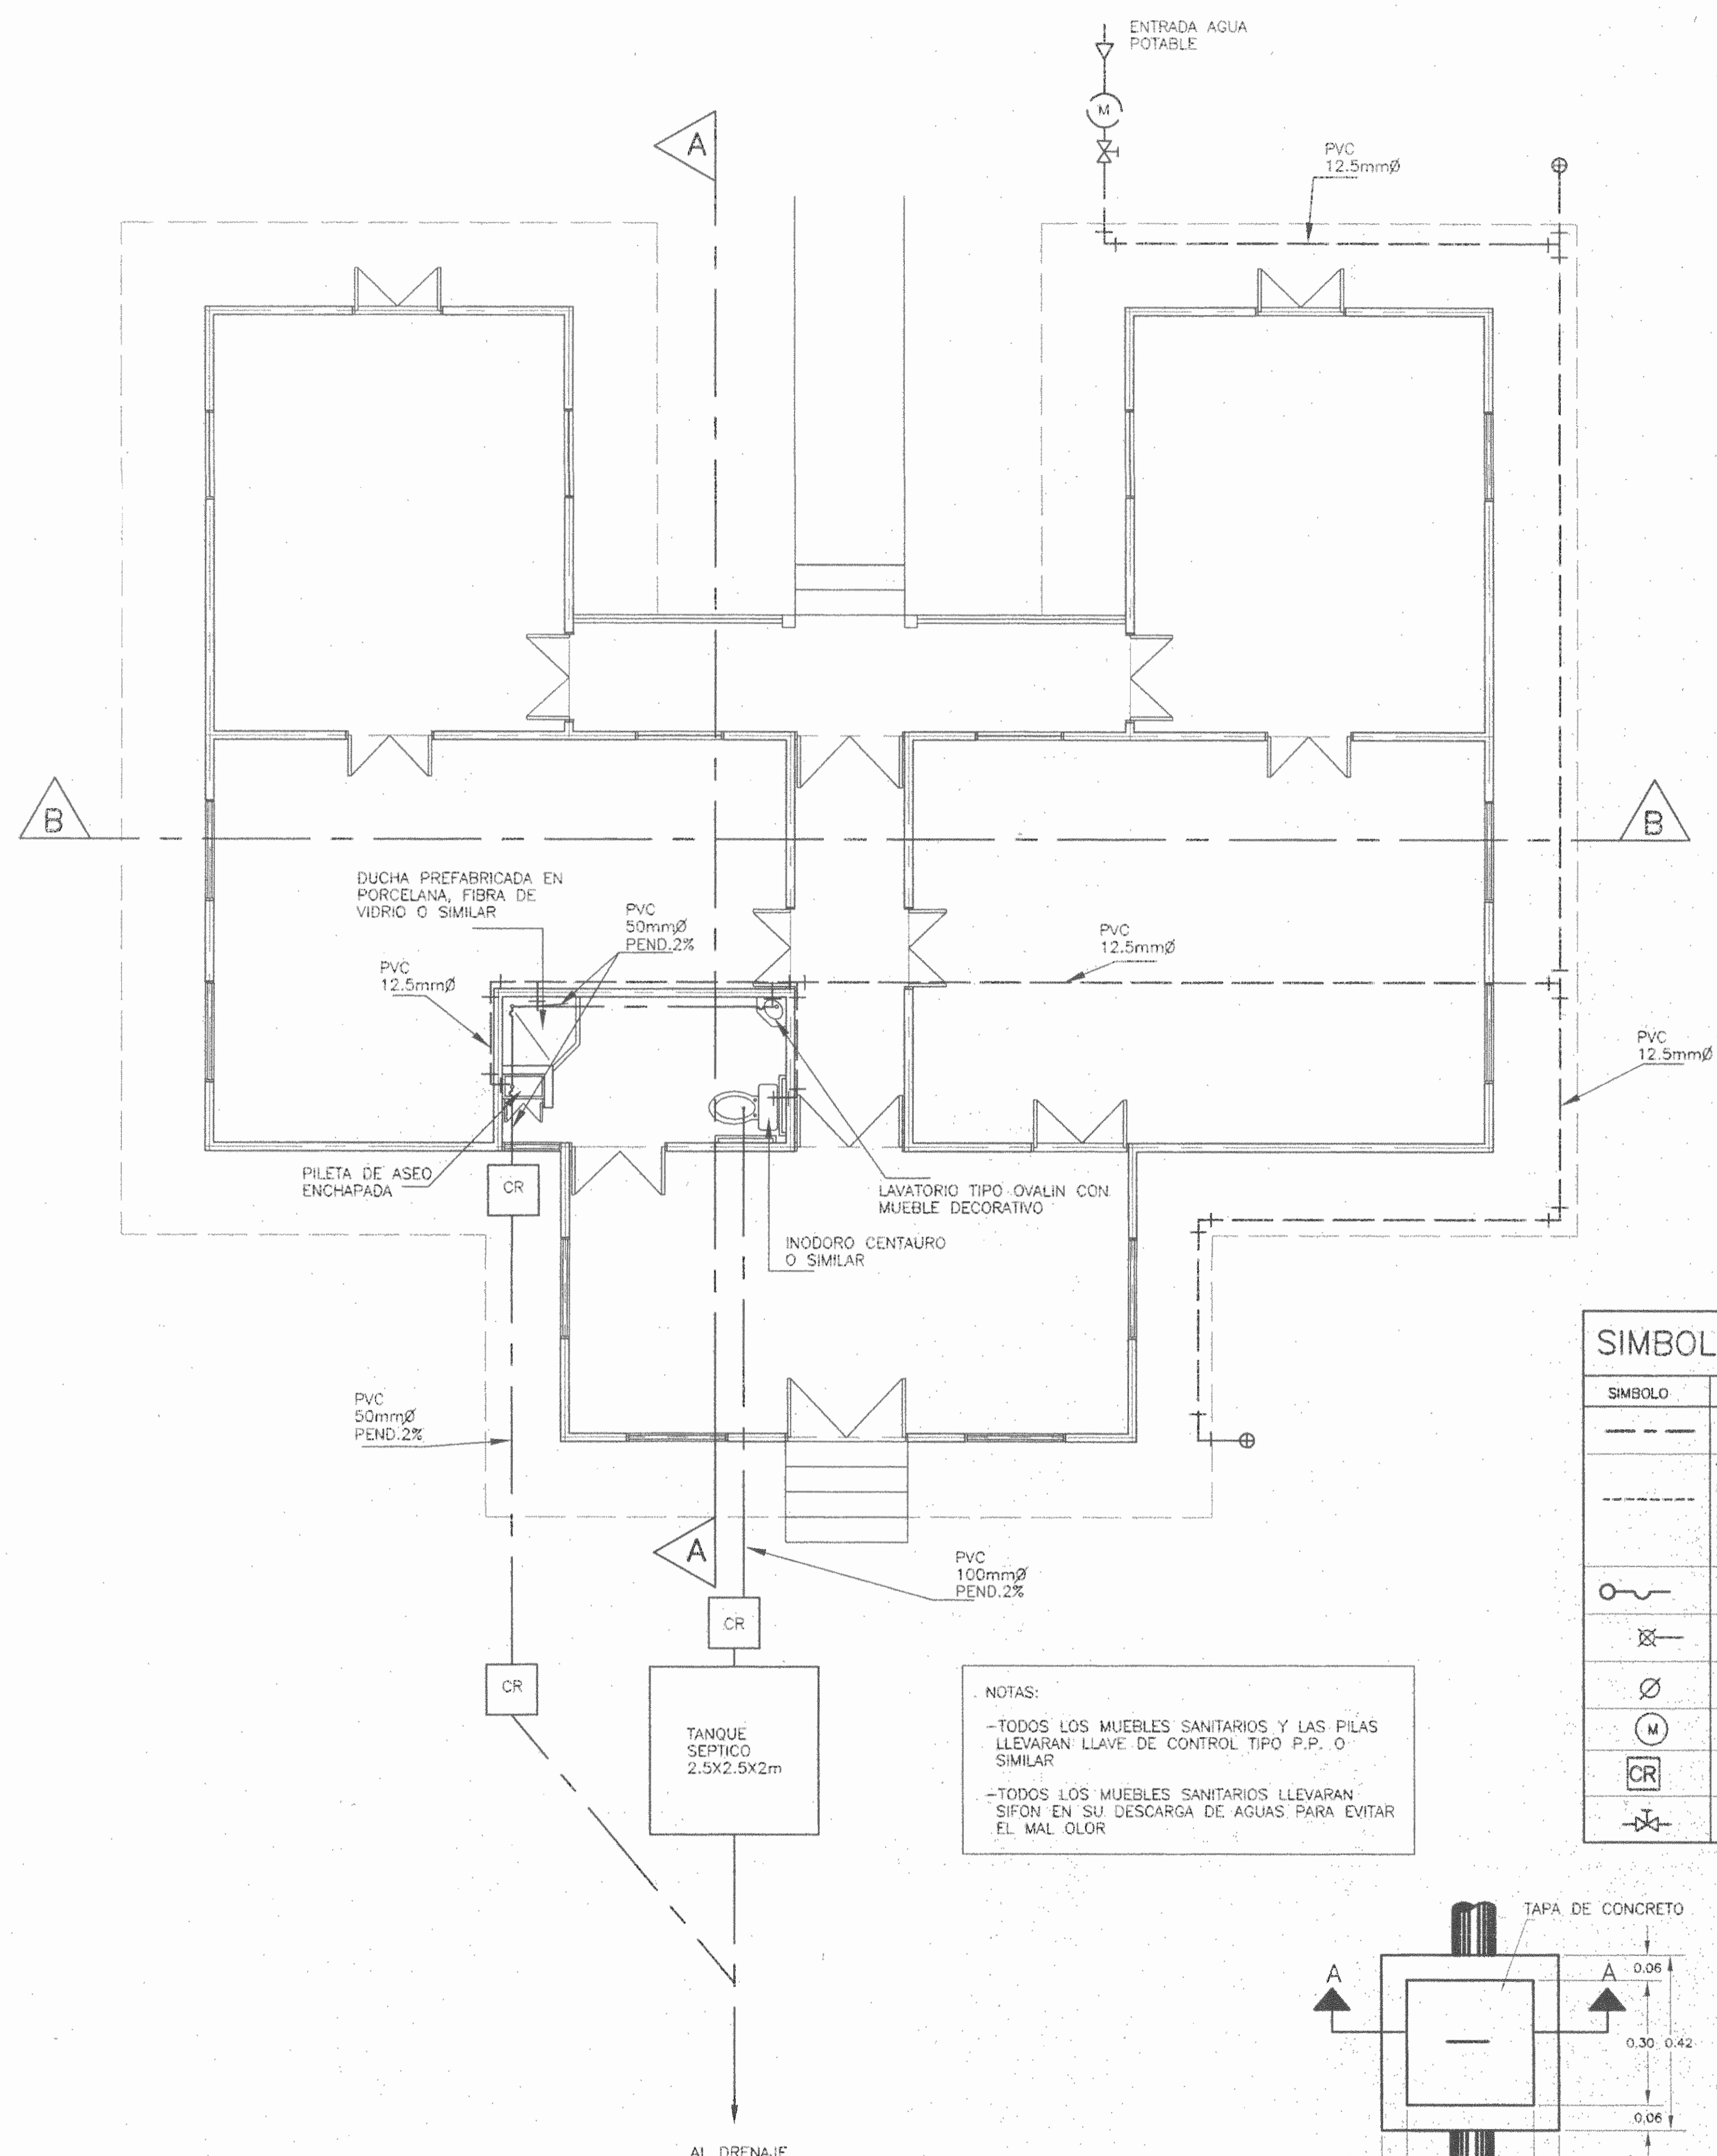 ENTRADA AGUA
POTABLE
M
A
PVC
12.5mmØ
B
B
DUCHA PREFABRICADA EN
PORCELANA, FIBRA DE
VIDRIO O SIMILAR
PVC
50mmØ
PEND.2%
PVC
12.5mmØ
PVC
12.5mmØ
PVC
12.5mmØ
PILETA DE ASEO
ENCHAPADA
CR
LAVATORIO TIPO OVALIN CON
MUEBLE DECORATIVO
INODORO CENTAURO
O SIMILAR
PVC
50mmØ
PEND.2%
A
PVC
100mmØ
PEND.2%
CR
CR
TANQUE
SEPTICO
2.5X2.5X2m
NOTAS:
-TODOS LOS MUEBLES SANITARIOS Y LAS PILAS
LLEVARAN LLAVE DE CONTROL TIPO P.P. O
SIMILAR
-TODOS LOS MUEBLES SANITARIOS LLEVARAN
SIFON EN SU DESCARGA DE AGUAS PARA EVITAR
EL MAL OLOR
SIMBOL
SIMBOLO
Ø
M
CR
TAPA DE CONCRETO
A
A
0.06
0.30
0.42
0.06
AL DRENAJE